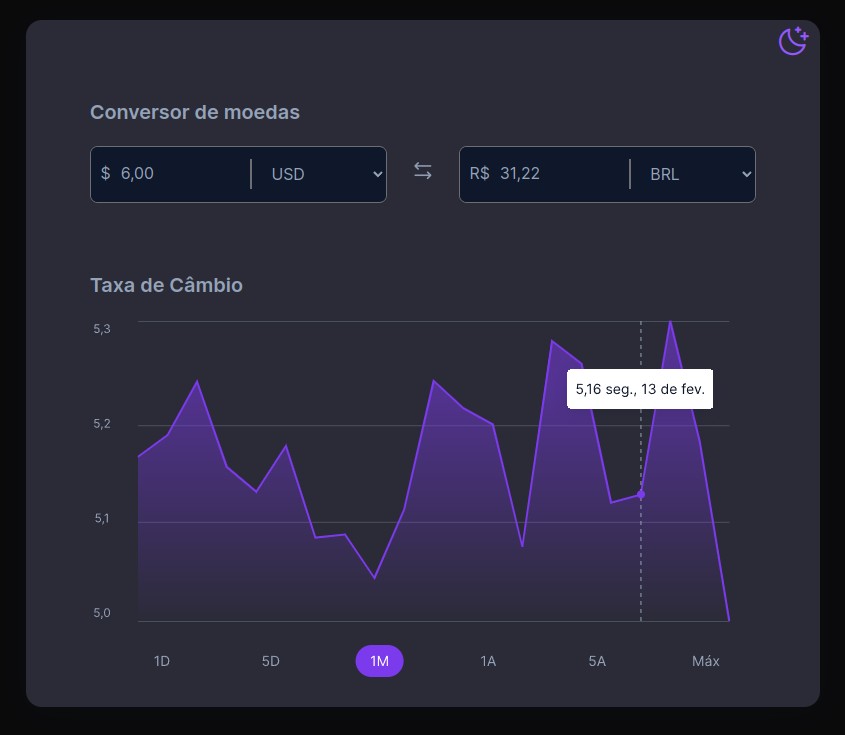 Conversor de moedas
$ 6,00 USD R$ 31,22 BRL
Taxa de Câmbio
5,3
5,16 seg., 13 de fev.
5,2
5,1
5,0
1D 5D 1M 1A 5A Máx